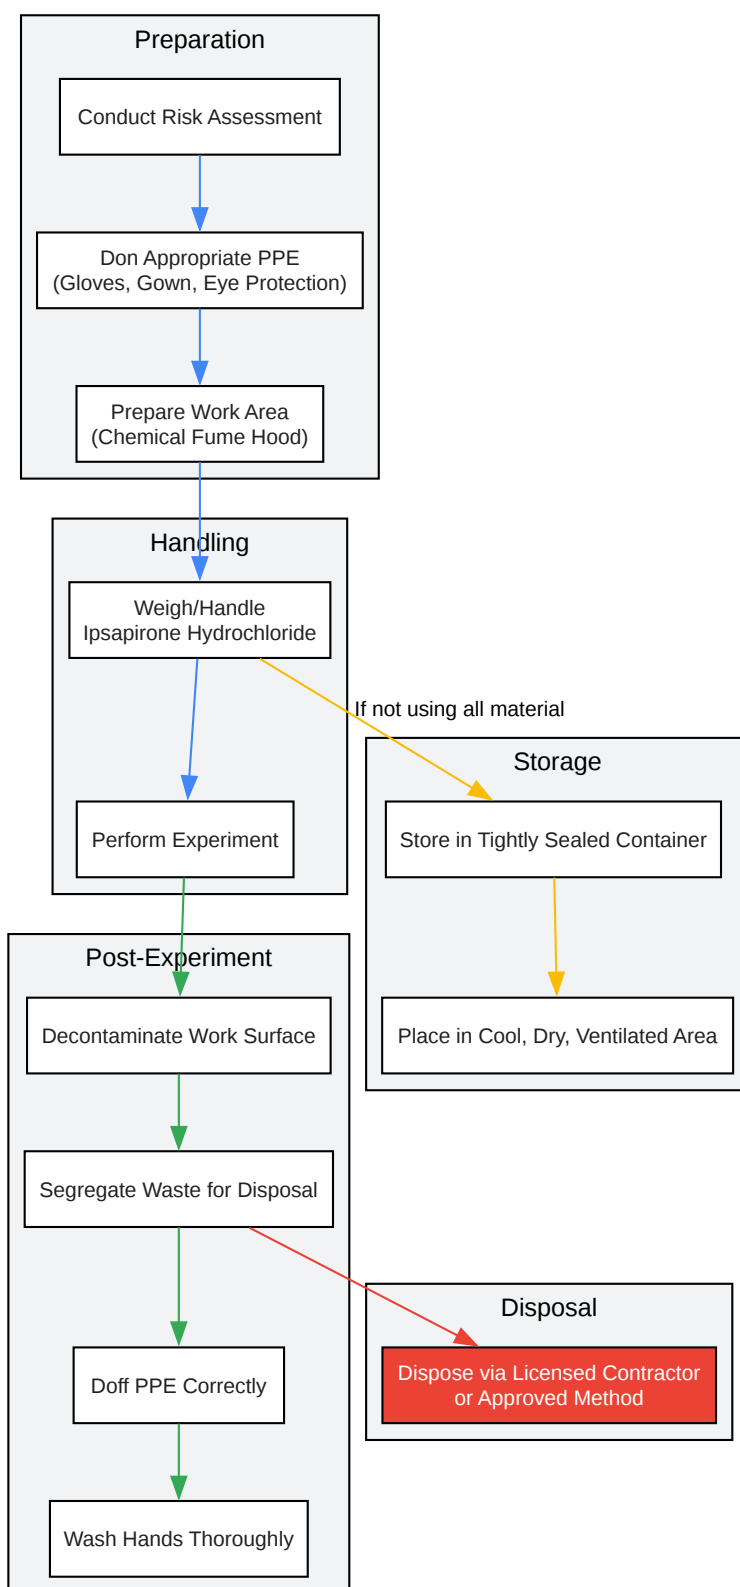 Preparation
Conduct Risk Assessment
Don Appropriate PPE
(Gloves, Gown, Eye Protection)
Prepare Work Area
(Chemical Fume Hood)
Handling
Weigh/Handle
Ipsapirone Hydrochloride
If not using all material
Storage
Perform Experiment
Store in Tightly Sealed Container
Post-Experiment
Decontaminate Work Surface
Place in Cool, Dry, Ventilated Area
Segregate Waste for Disposal
Disposal
Doff PPE Correctly
Dispose via Licensed Contractor
or Approved Method
Wash Hands Thoroughly